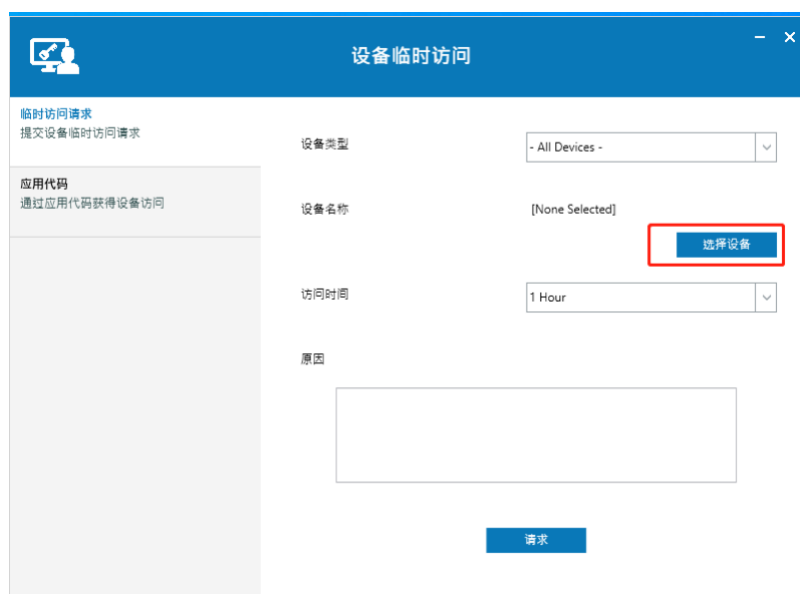 设备临时访问
临时访问请求
提交设备临时访问请求
应用代码
通过应用代码获得设备访问
设备类型
- All Devices -
设备名称
[None Selected]
选择设备
访问时间
1 Hour
原因
请求